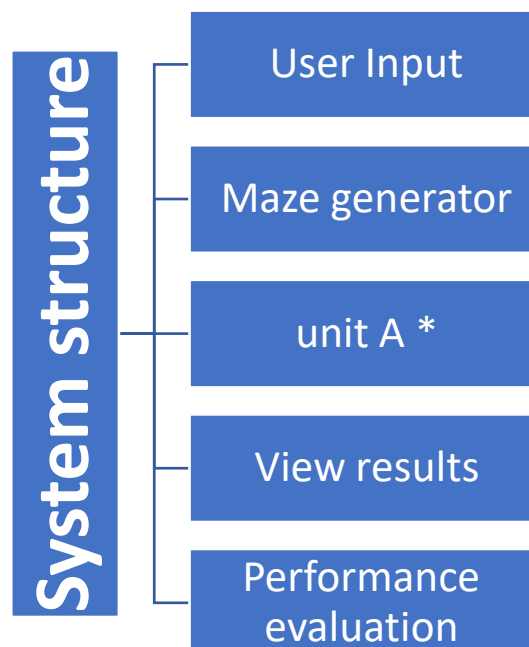 System structure
User Input
Maze generator
unit A *
View results
Performance
evaluation